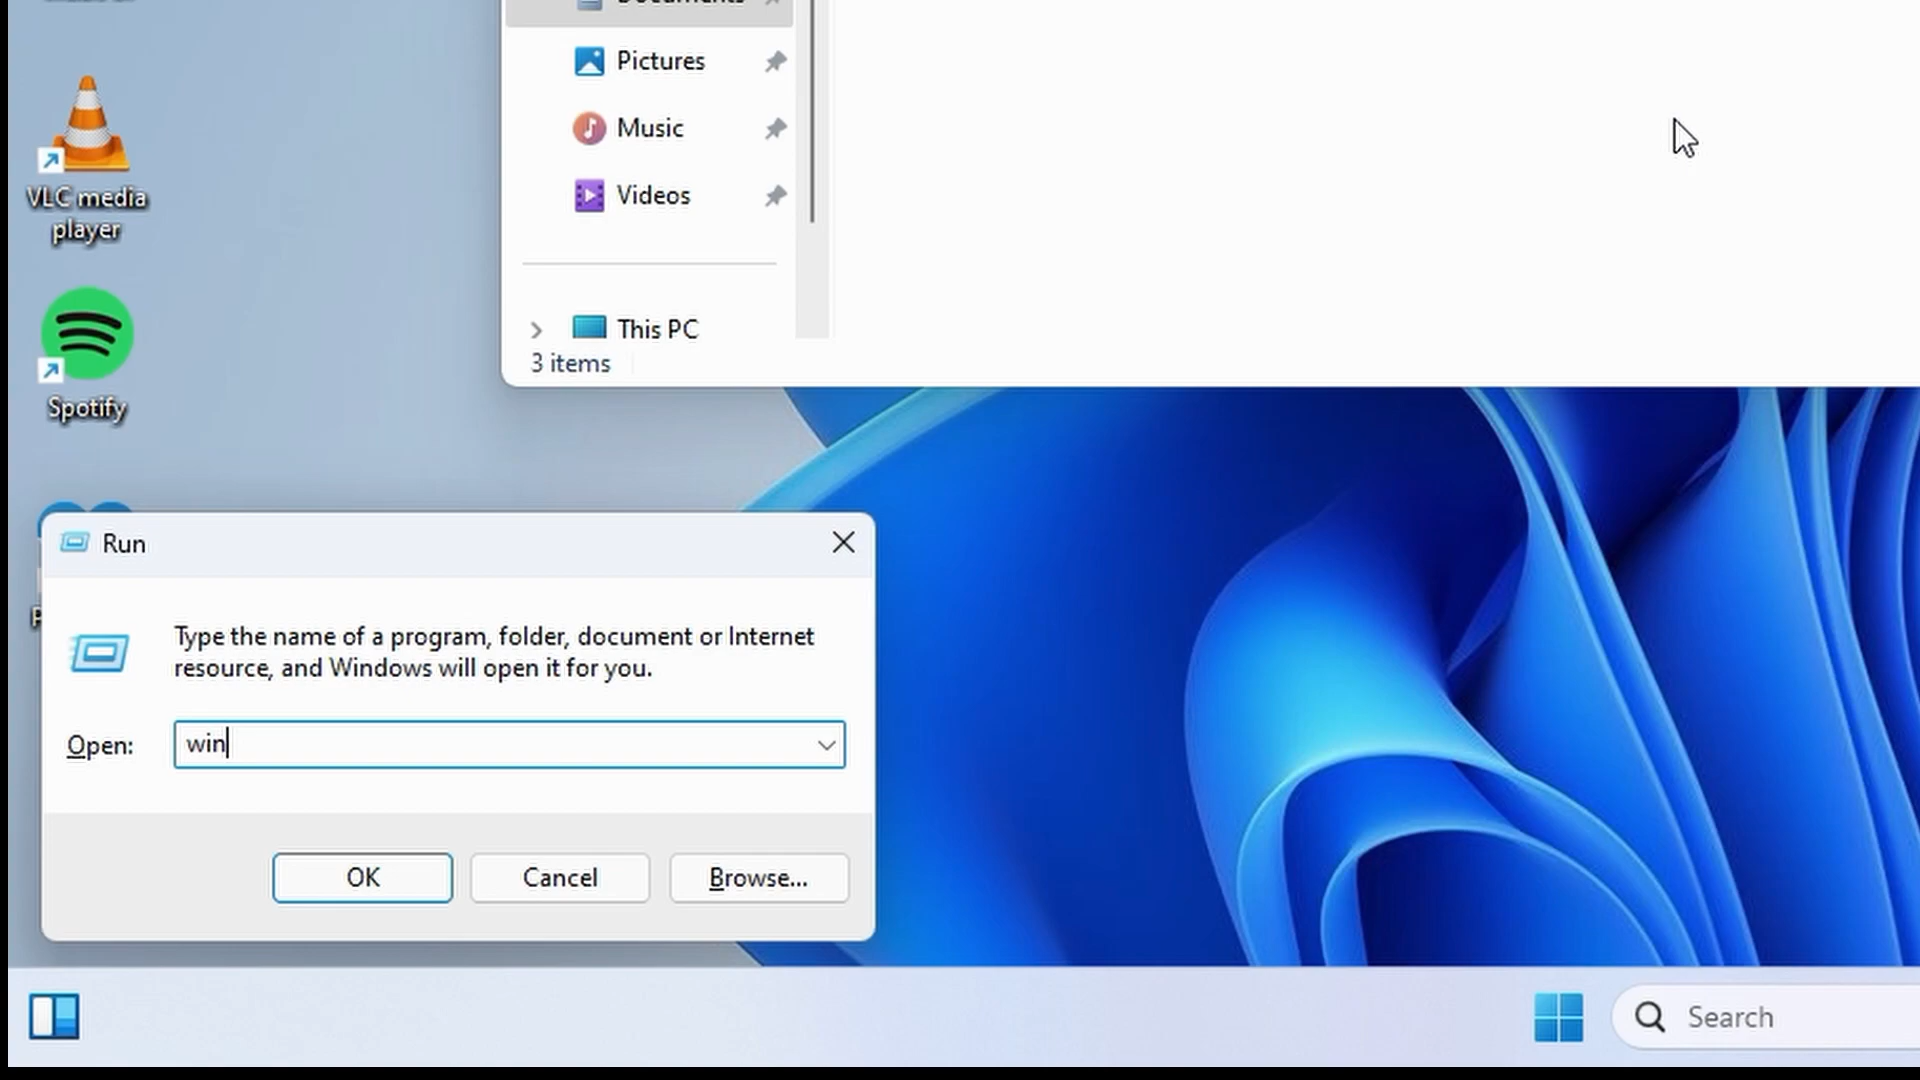 Documents
Pictures
Music
Videos
This PC
3 items
VLC media
player
Spotify
Run
Type the name of a program, folder, document or Internet
resource, and Windows will open it for you.
Open:
win
OK
Cancel
Browse...
Search